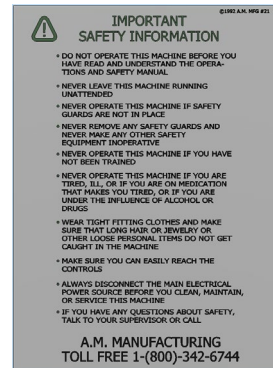 ©1992 A.M. MFG #21
IMPORTANT
SAFETY INFORMATION
• DO NOT OPERATE THIS MACHINE BEFORE YOU
HAVE READ AND UNDERSTAND THE OPERA-
TIONS AND SAFETY MANUAL
• NEVER LEAVE THIS MACHINE RUNNING
UNATTENDED
• NEVER OPERATE THIS MACHINE IF SAFETY
GUARDS ARE NOT IN PLACE
• NEVER REMOVE ANY SAFETY GUARDS AND
NEVER MAKE ANY OTHER SAFETY
EQUIPMENT INOPERATIVE
• NEVER OPERATE THIS MACHINE IF YOU HAVE
NOT BEEN TRAINED
• NEVER OPERATE THIS MACHINE IF YOU ARE
TIRED, ILL, OR IF YOU ARE ON MEDICATION
THAT MAKES YOU TIRED, OR IF YOU ARE
UNDER THE INFLUENCE OF ALCOHOL OR
DRUGS
• WEAR TIGHT FITTING CLOTHES AND MAKE
SURE THAT LONG HAIR OR JEWELRY OR
OTHER LOOSE PERSONAL ITEMS DO NOT GET
CAUGHT IN THE MACHINE
• MAKE SURE YOU CAN EASILY REACH THE
CONTROLS
• ALWAYS DISCONNECT THE MAIN ELECTRICAL
POWER SOURCE BEFORE YOU CLEAN, MAINTAIN,
OR SERVICE THIS MACHINE
• IF YOU HAVE ANY QUESTIONS ABOUT SAFETY,
TALK TO YOUR SUPERVISOR OR CALL
A.M. MANUFACTURING
TOLL FREE 1-(800)-342-6744